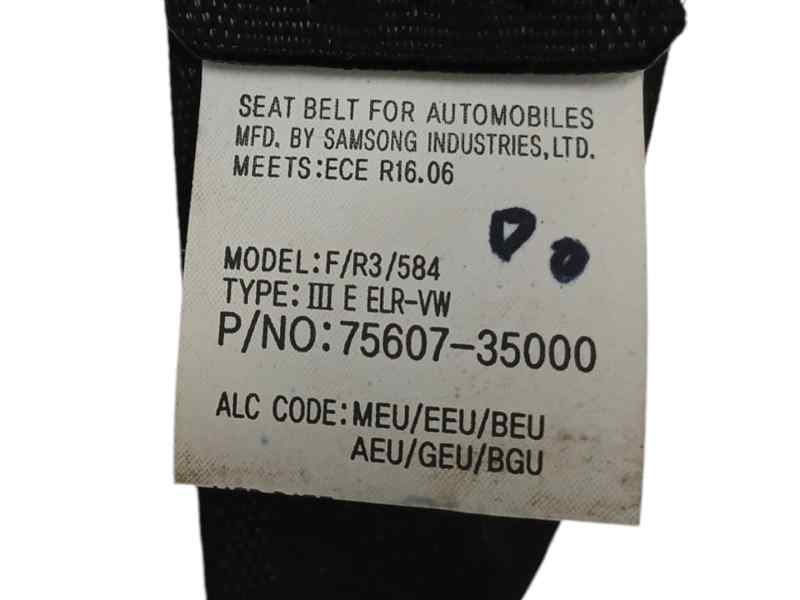 SEAT BELT FOR AUTOMOBILES
MFD. BY SAMSONG INDUSTRIES,LTD.
MEETS:ECE R16.06
MODEL:F/R3/584
TYPE: III E ELR-VW
P/NO:75607-35000
ALC CODE:MEU/EEU/BEU
AEU/GEU/BGU